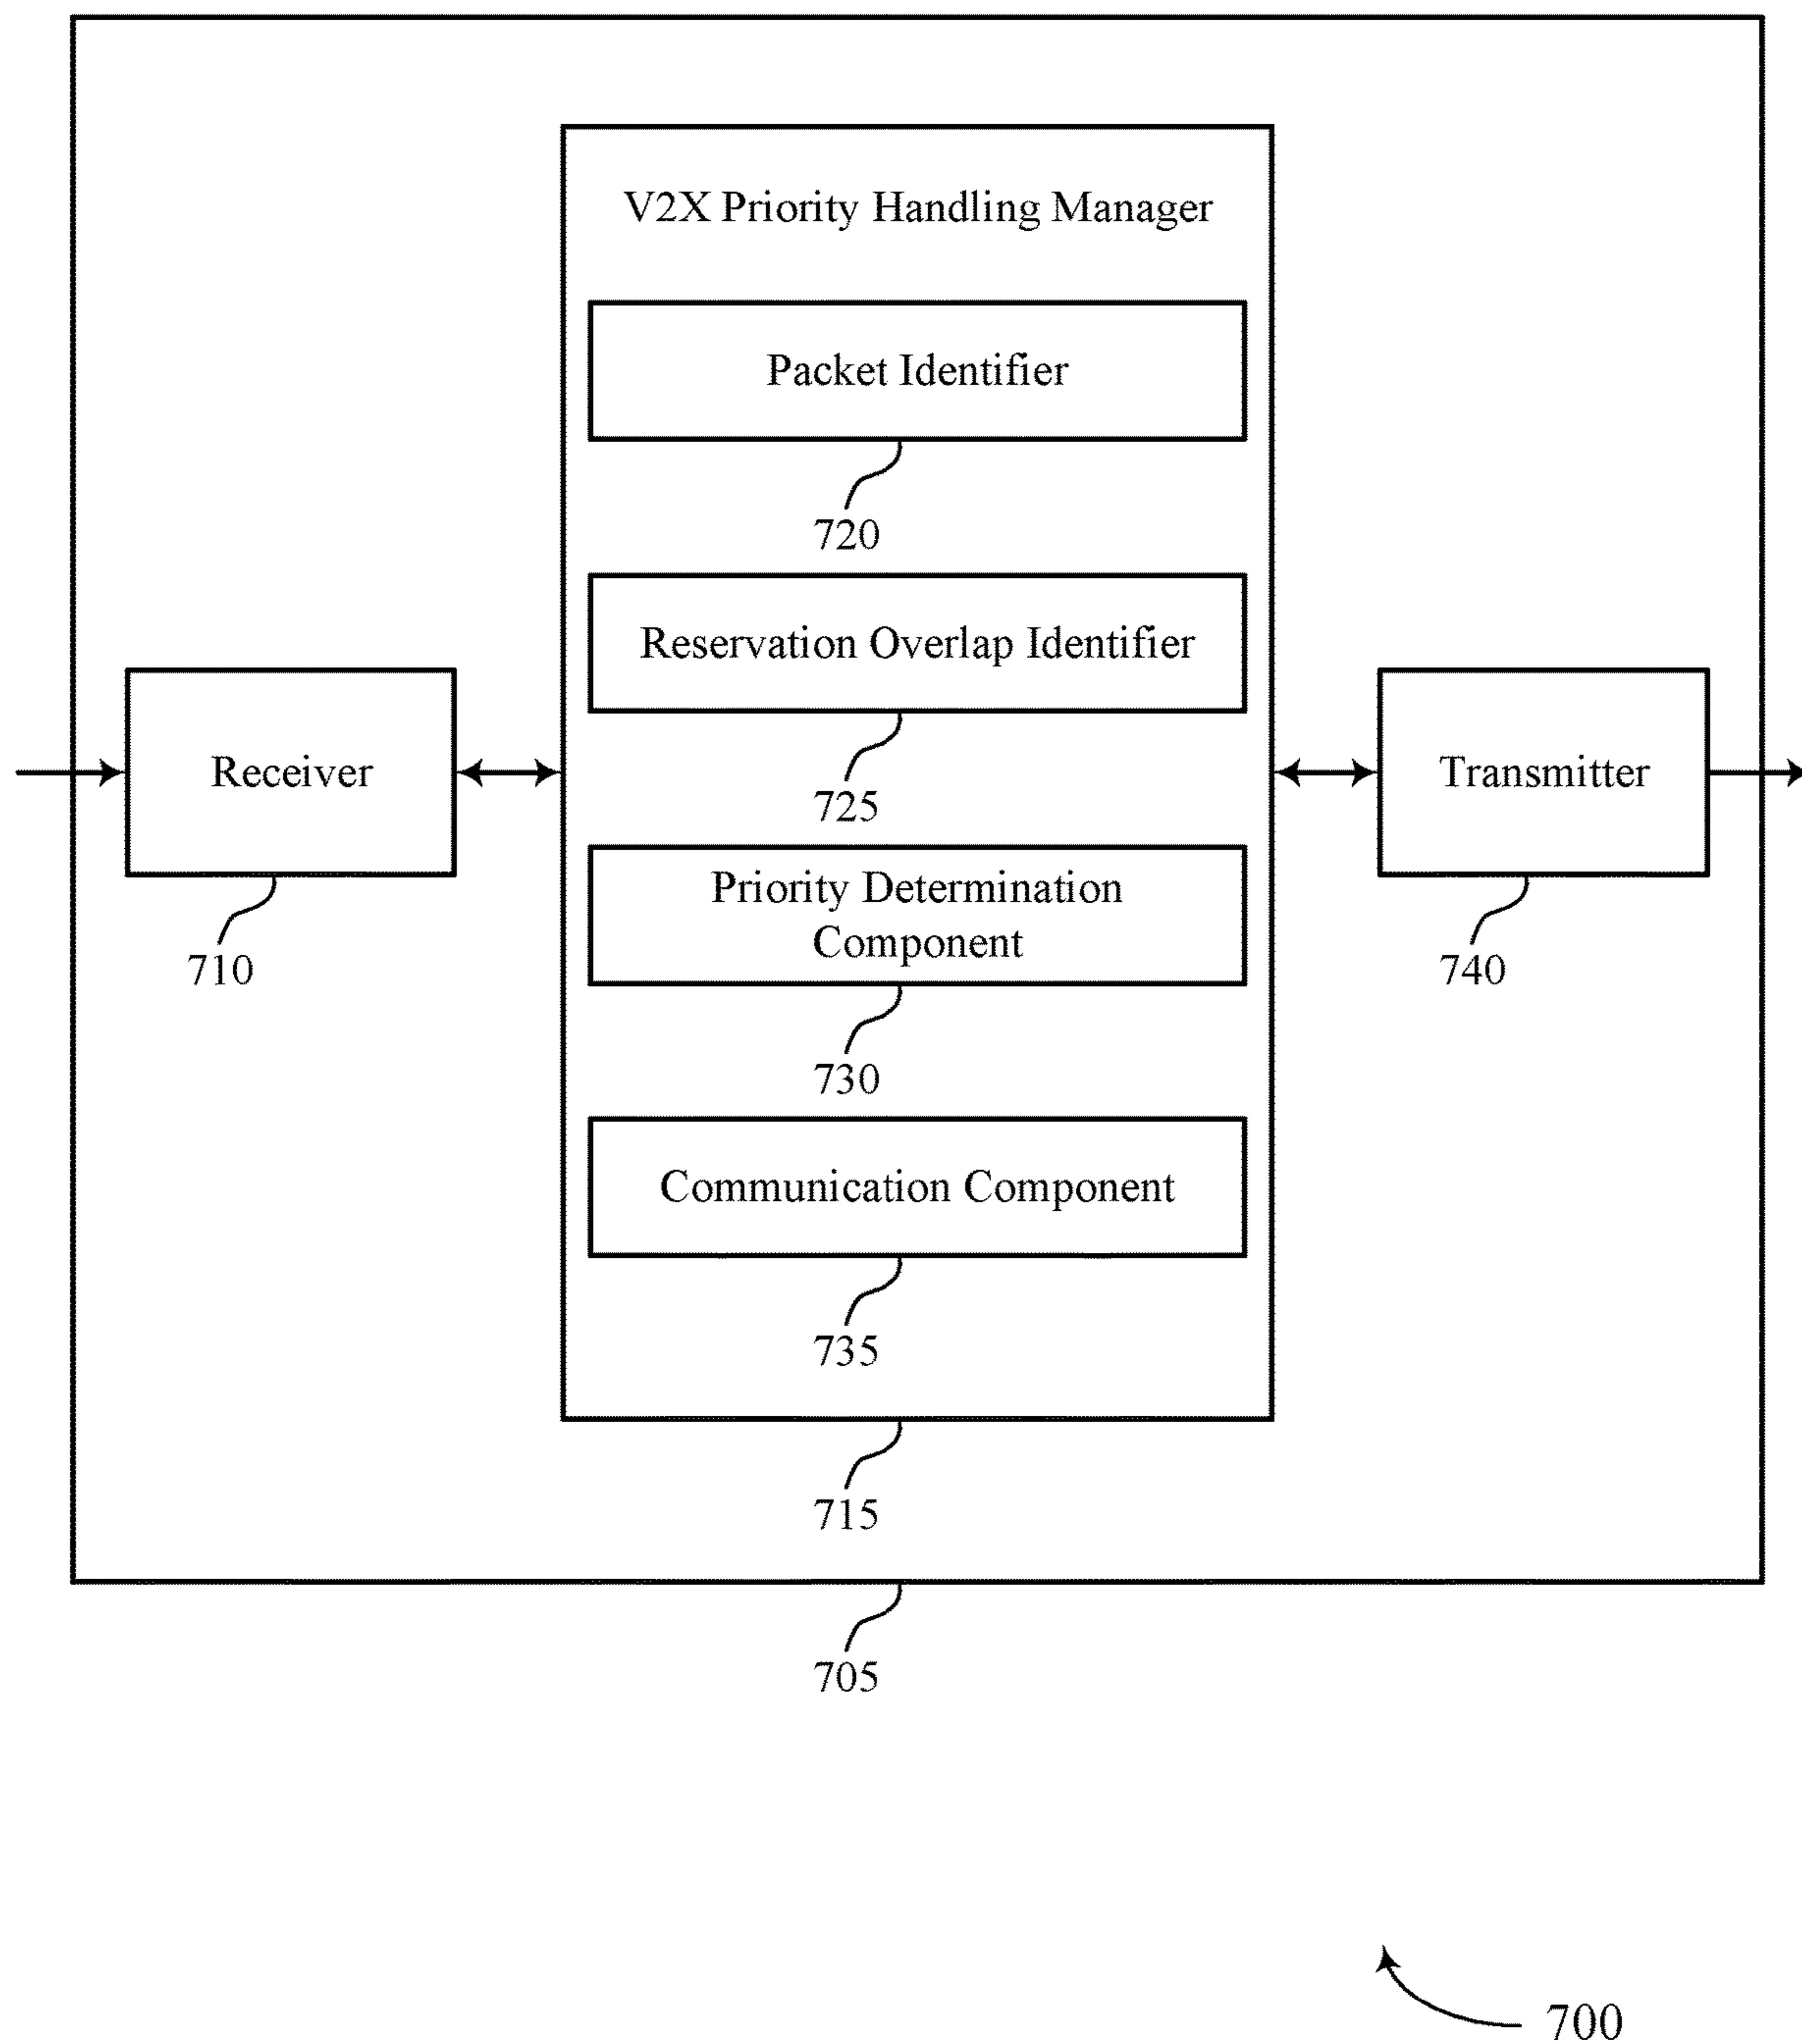 V2X Priority Handling Manager
Packet Identifier
720
Reservation Overlap Identifier
725
Receiver
710
Transmitter
740
Priority Determination
Component
730
Communication Component
735
715
705
700